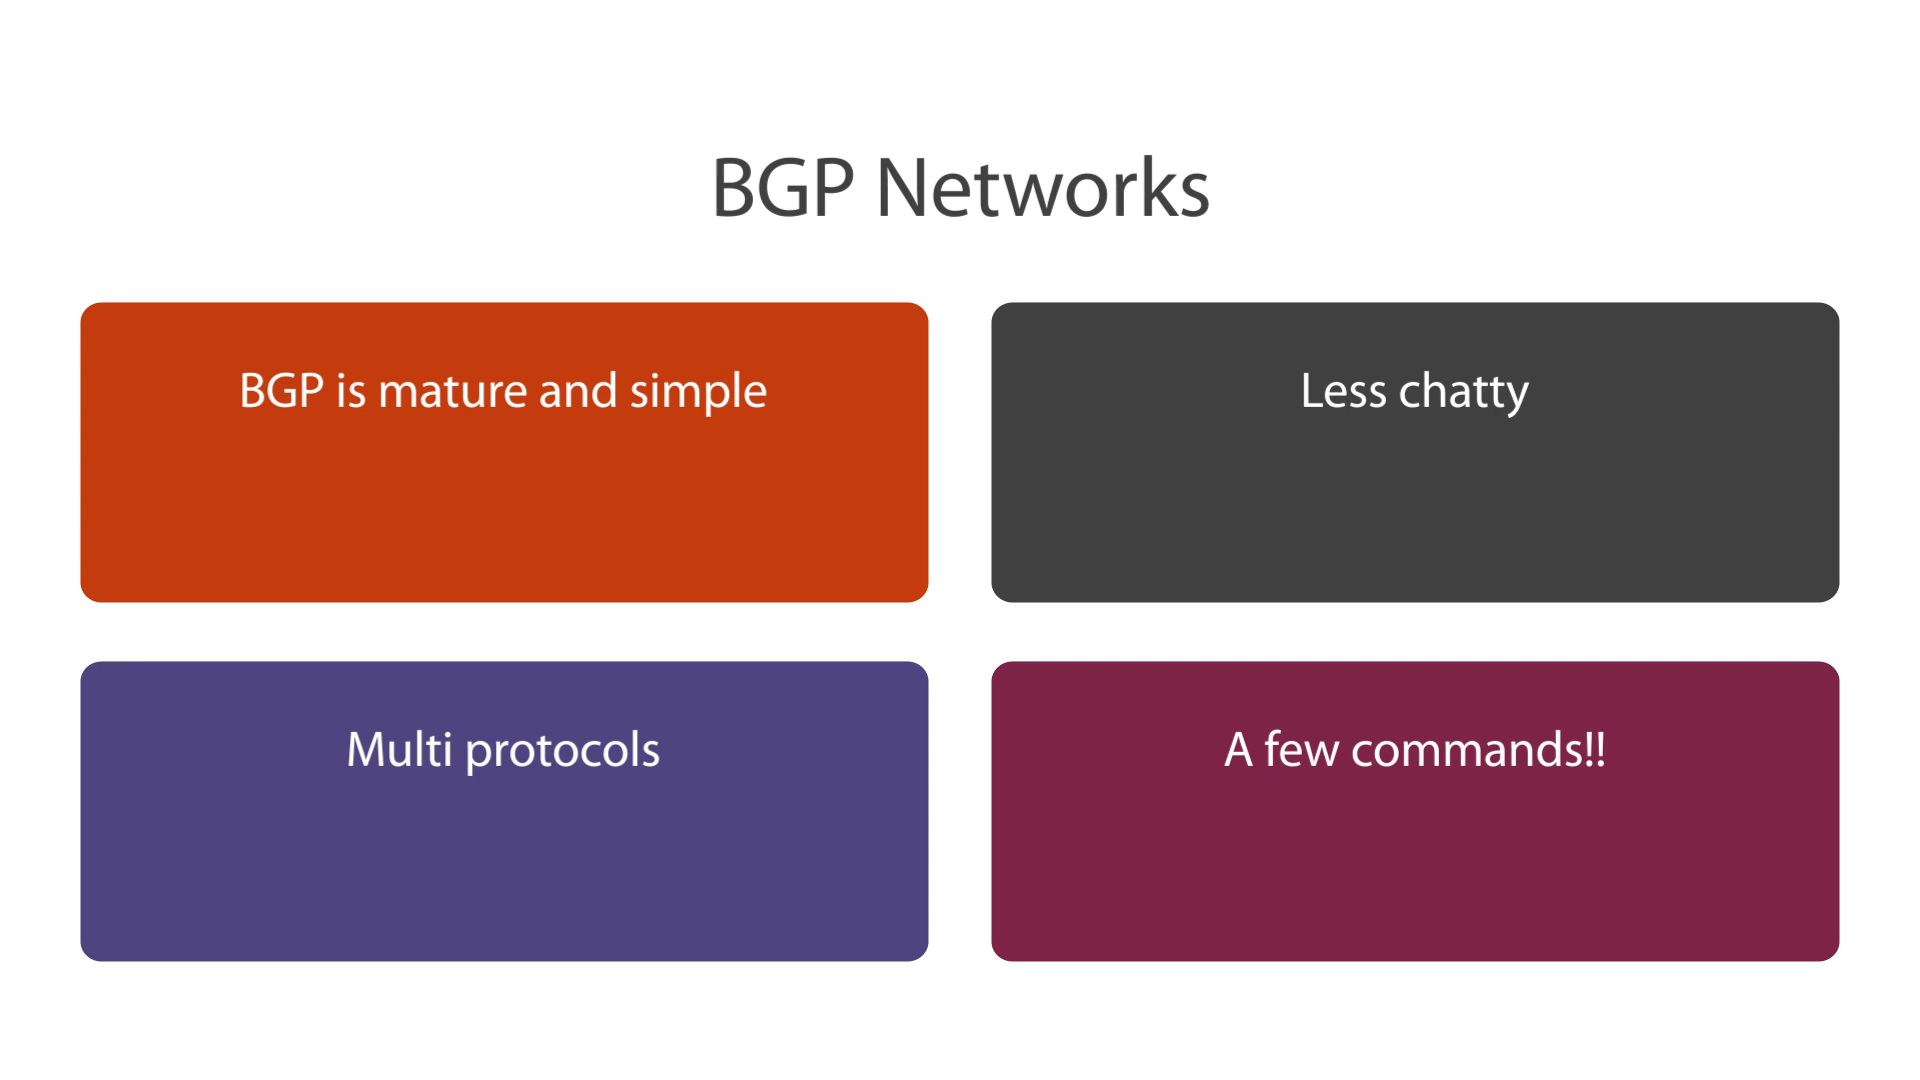 BGP Networks
BGP is mature and simple
Less chatty
Multi protocols
A few commands!!